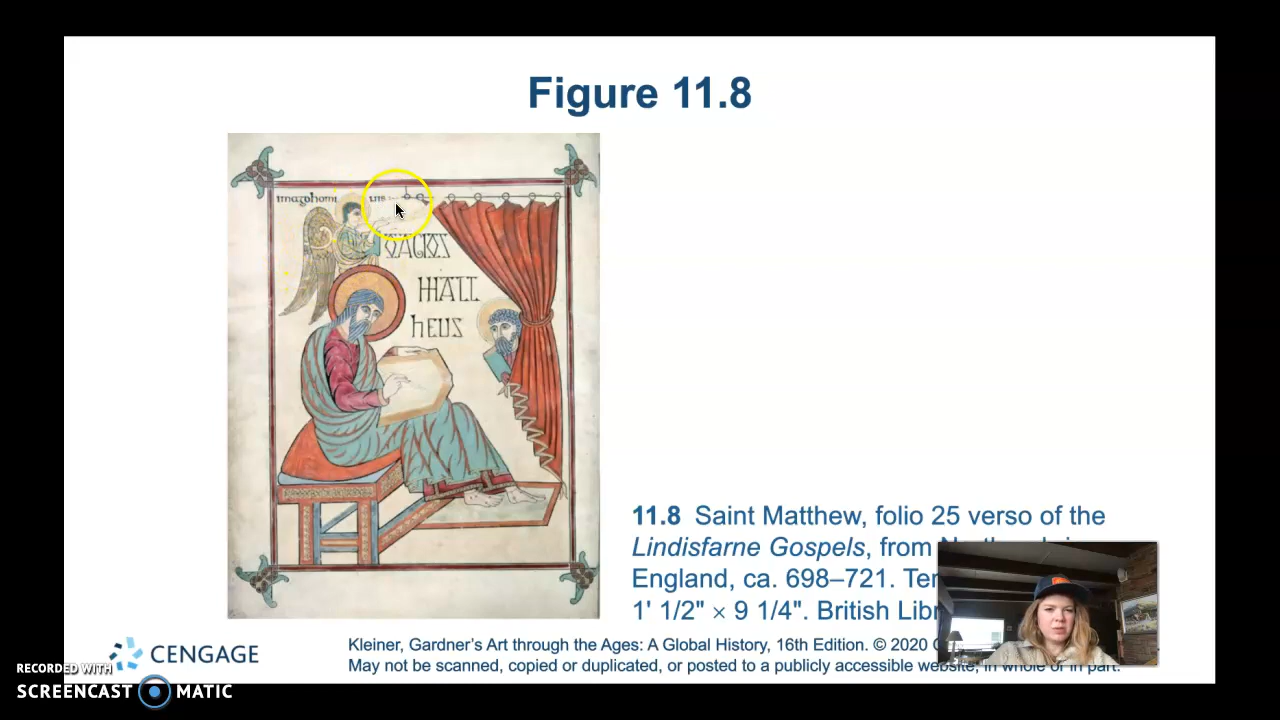 Figure 11.8
imago homi nis
O AGIOS
MATT
heus
11.8 Saint Matthew, folio 25 verso of the
Lindisfarne Gospels, from
England, ca. 698–721.
1' 1/2" × 9 1/4". British
CENGAGE
Kleiner, Gardner's Art through the Ages: A Global History, 16th Edition. © 2020
May not be scanned, copied or duplicated, or posted to a publicly accessible website, in whole or in part.
RECORDED WITH
SCREENCAST MATIC